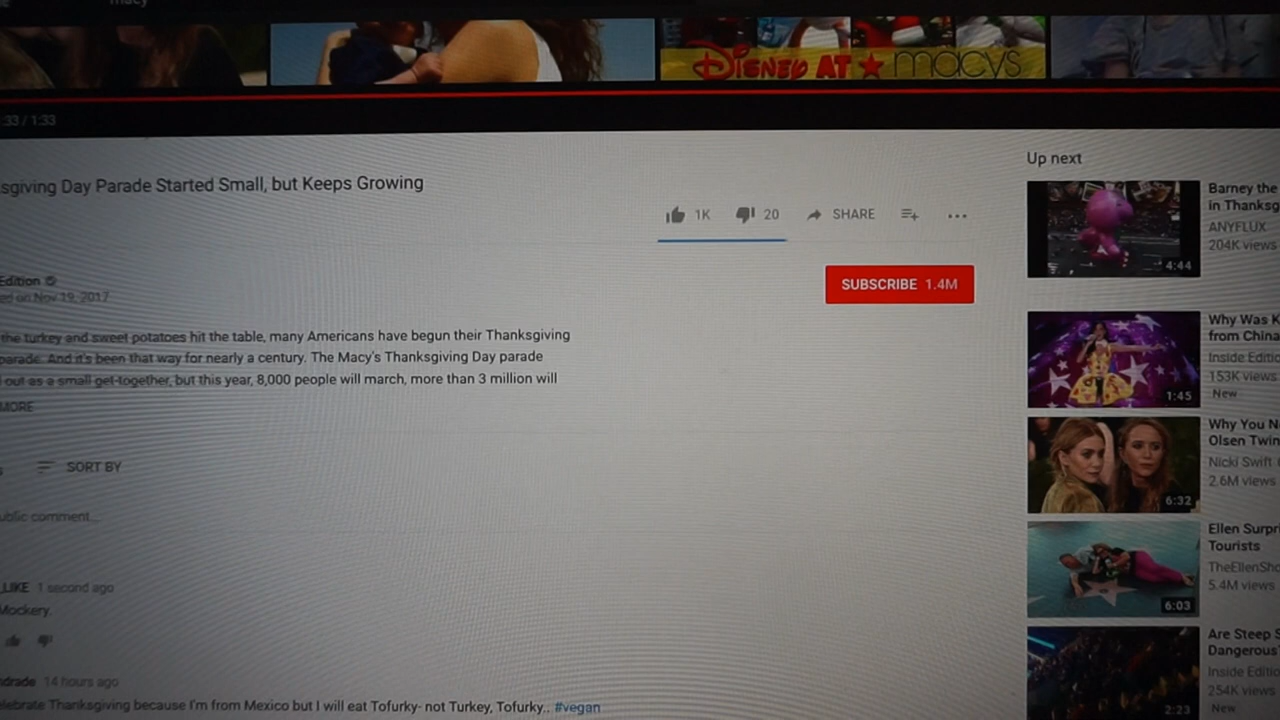 macy
DISNEY AT ★ macys
:33 / 1:33
sgiving Day Parade Started Small, but Keeps Growing
1K
20
SHARE
Edition
ed on Nov 19, 2017
SUBSCRIBE 1.4M
the turkey and sweet potatoes hit the table, many Americans have begun their Thanksgiving
parade. And it's been that way for nearly a century. The Macy's Thanksgiving Day parade
out as a small get-together, but this year, 8,000 people will march, more than 3 million will
MORE
SORT BY
ublic comment...
LIKE 1 second ago
Mockery.
ndrade 14 hours ago
elebrate Thanksgiving because I'm from Mexico but I will eat Tofurky- not Turkey, Tofurky.. #vegan
Up next
Barney the
in Thanksg
ANYFLUX
204K views
4:44
Why Was K
from China
Inside Editio
153K views
New
1:45
Why You N
Olsen Twin
Nicki Swift
2.6M views
6:32
Ellen Surpr
Tourists
TheEllenSho
5.4M views
6:03
Are Steep S
Dangerous?
Inside Editio
254K views
New
2:23